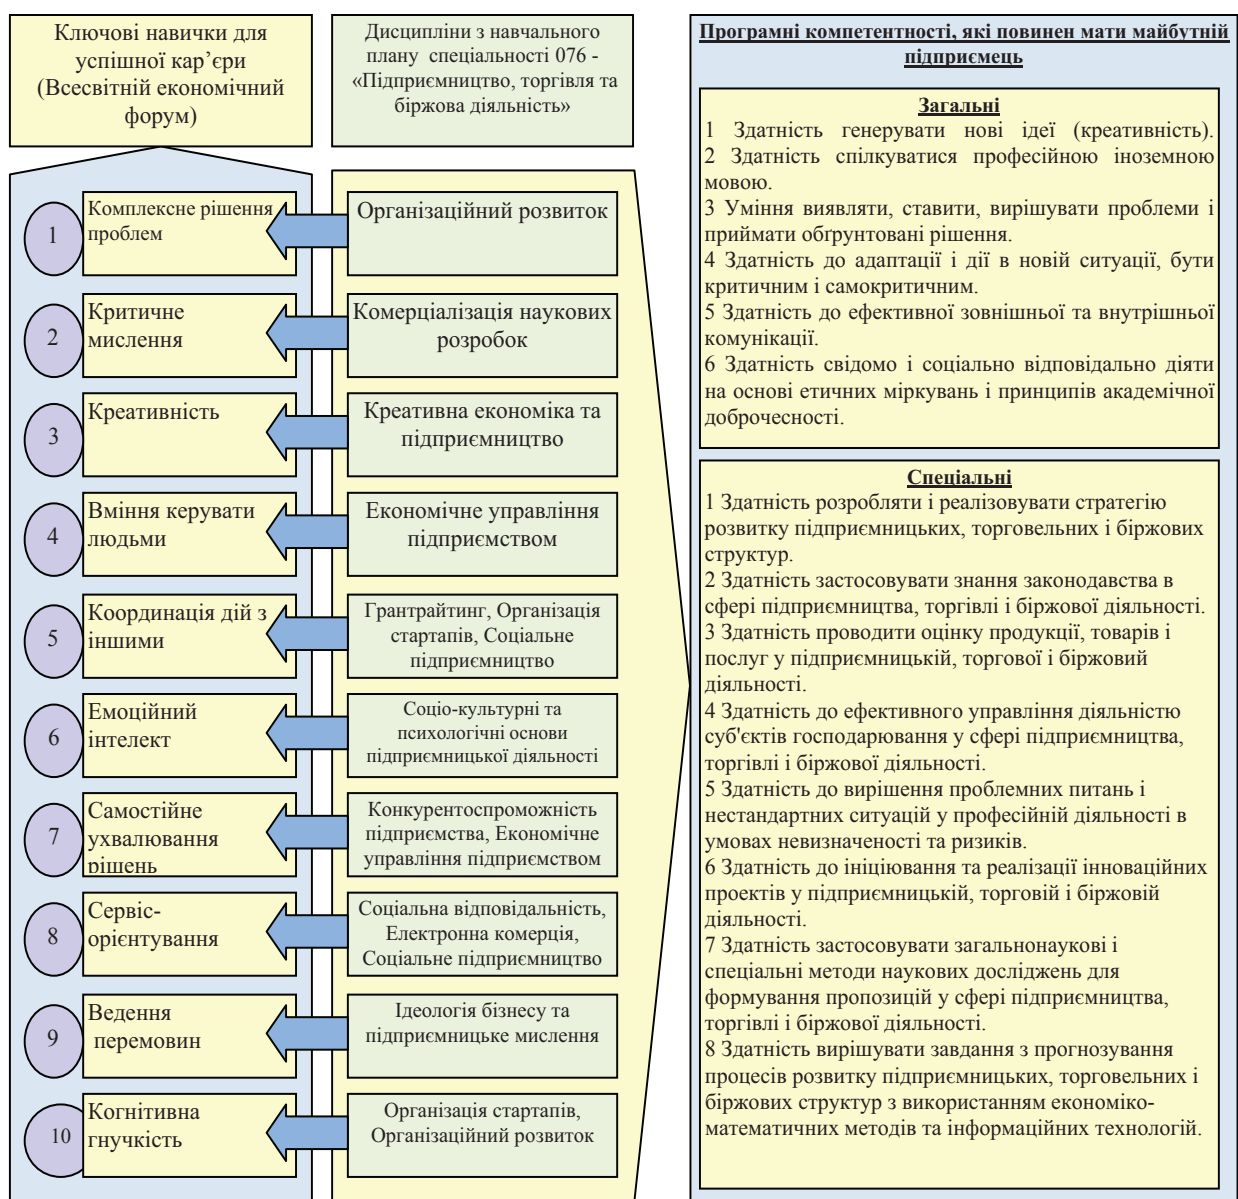 Ключові навички для
успішної кар’єри
(Всесвітній економічний
форум)
Дисципліни з навчального
плану спеціальності 076 -
«Підприємництво, торгівля та
біржова діяльність»
1
Комплексне рішення
проблем
Організаційний розвиток
2
Критичне
мислення
Комерціалізація наукових
розробок
3
Креативність
Креативна економіка та
підприємництво
4
Вміння керувати
людьми
Економічне управління
підприємством
5
Координація дій з
іншими
Грантрайтинг, Організація
стартапів, Соціальне
підприємництво
6
Емоційний
інтелект
Соціо-культурні та
психологічні основи
підприємницької діяльності
7
Самостійне
ухвалювання
рішень
Конкурентоспроможність
підприємства, Економічне
управління підприємством
8
Сервіс-
орієнтування
Соціальна відповідальність,
Електронна комерція,
Соціальне підприємництво
9
Ведення
перемовин
Ідеологія бізнесу та
підприємницьке мислення
10
Когнітивна
гнучкість
Організація стартапів,
Організаційний розвиток
Програмні компетентності, які повинен мати майбутній
підприємець
Загальні
1 Здатність генерувати нові ідеї (креативність).
2 Здатність спілкуватися професійною іноземною
мовою.
3 Уміння виявляти, ставити, вирішувати проблеми і
приймати обґрунтовані рішення.
4 Здатність до адаптації і дії в новій ситуації, бути
критичним і самокритичним.
5 Здатність до ефективної зовнішньої та внутрішньої
комунікації.
6 Здатність свідомо і соціально відповідально діяти
на основі етичних міркувань і принципів академічної
доброчесності.
Спеціальні
1 Здатність розробляти і реалізовувати стратегію
розвитку підприємницьких, торговельних і біржових
структур.
2 Здатність застосовувати знання законодавства в
сфері підприємництва, торгівлі і біржової діяльності.
3 Здатність проводити оцінку продукції, товарів і
послуг у підприємницькій, торгової і біржовий
діяльності.
4 Здатність до ефективного управління діяльністю
суб'єктів господарювання у сфері підприємництва,
торгівлі і біржової діяльності.
5 Здатність до вирішення проблемних питань і
нестандартних ситуацій у професійній діяльності в
умовах невизначеності та ризиків.
6 Здатність до ініціювання та реалізації інноваційних
проектів у підприємницькій, торговій і біржовій
діяльності.
7 Здатність застосовувати загальнонаукові і
спеціальні методи наукових досліджень для
формування пропозицій у сфері підприємництва,
торгівлі і біржової діяльності.
8 Здатність вирішувати завдання з прогнозування
процесів розвитку підприємницьких, торговельних і
біржових структур з використанням економіко-
математичних методів та інформаційних технологій.